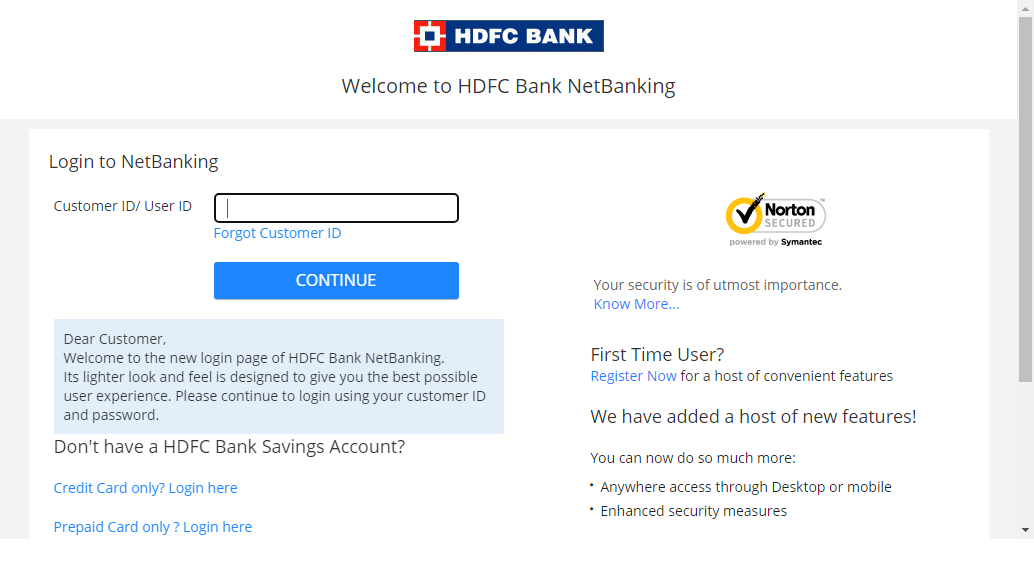 HDFC BANK
Welcome to HDFC Bank NetBanking
Login to NetBanking
Customer ID/ User ID
Forgot Customer ID
CONTINUE
Dear Customer,
Welcome to the new login page of HDFC Bank NetBanking.
Its lighter look and feel is designed to give you the best possible
user experience. Please continue to login using your customer ID
and password.
Don't have a HDFC Bank Savings Account?
Credit Card only? Login here
Prepaid Card only ? Login here
Norton
SECURED
powered by Symantec
Your security is of utmost importance.
Know More...
First Time User?
Register Now for a host of convenient features
We have added a host of new features!
You can now do so much more:
• Anywhere access through Desktop or mobile
• Enhanced security measures